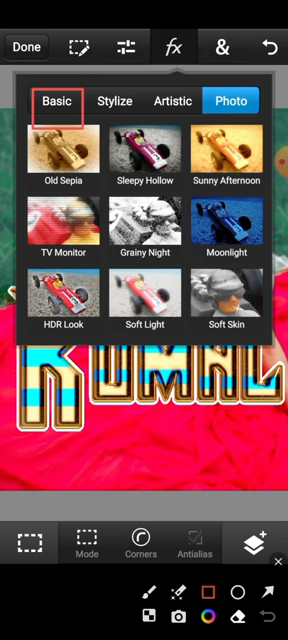 Done
fx
&
Basic
Stylize
Artistic
Photo
Old Sepia
Sleepy Hollow
Sunny Afternoon
TV Monitor
Grainy Night
Moonlight
HDR Look
Soft Light
Soft Skin
KOMAL
Mode
Corners
Antialias